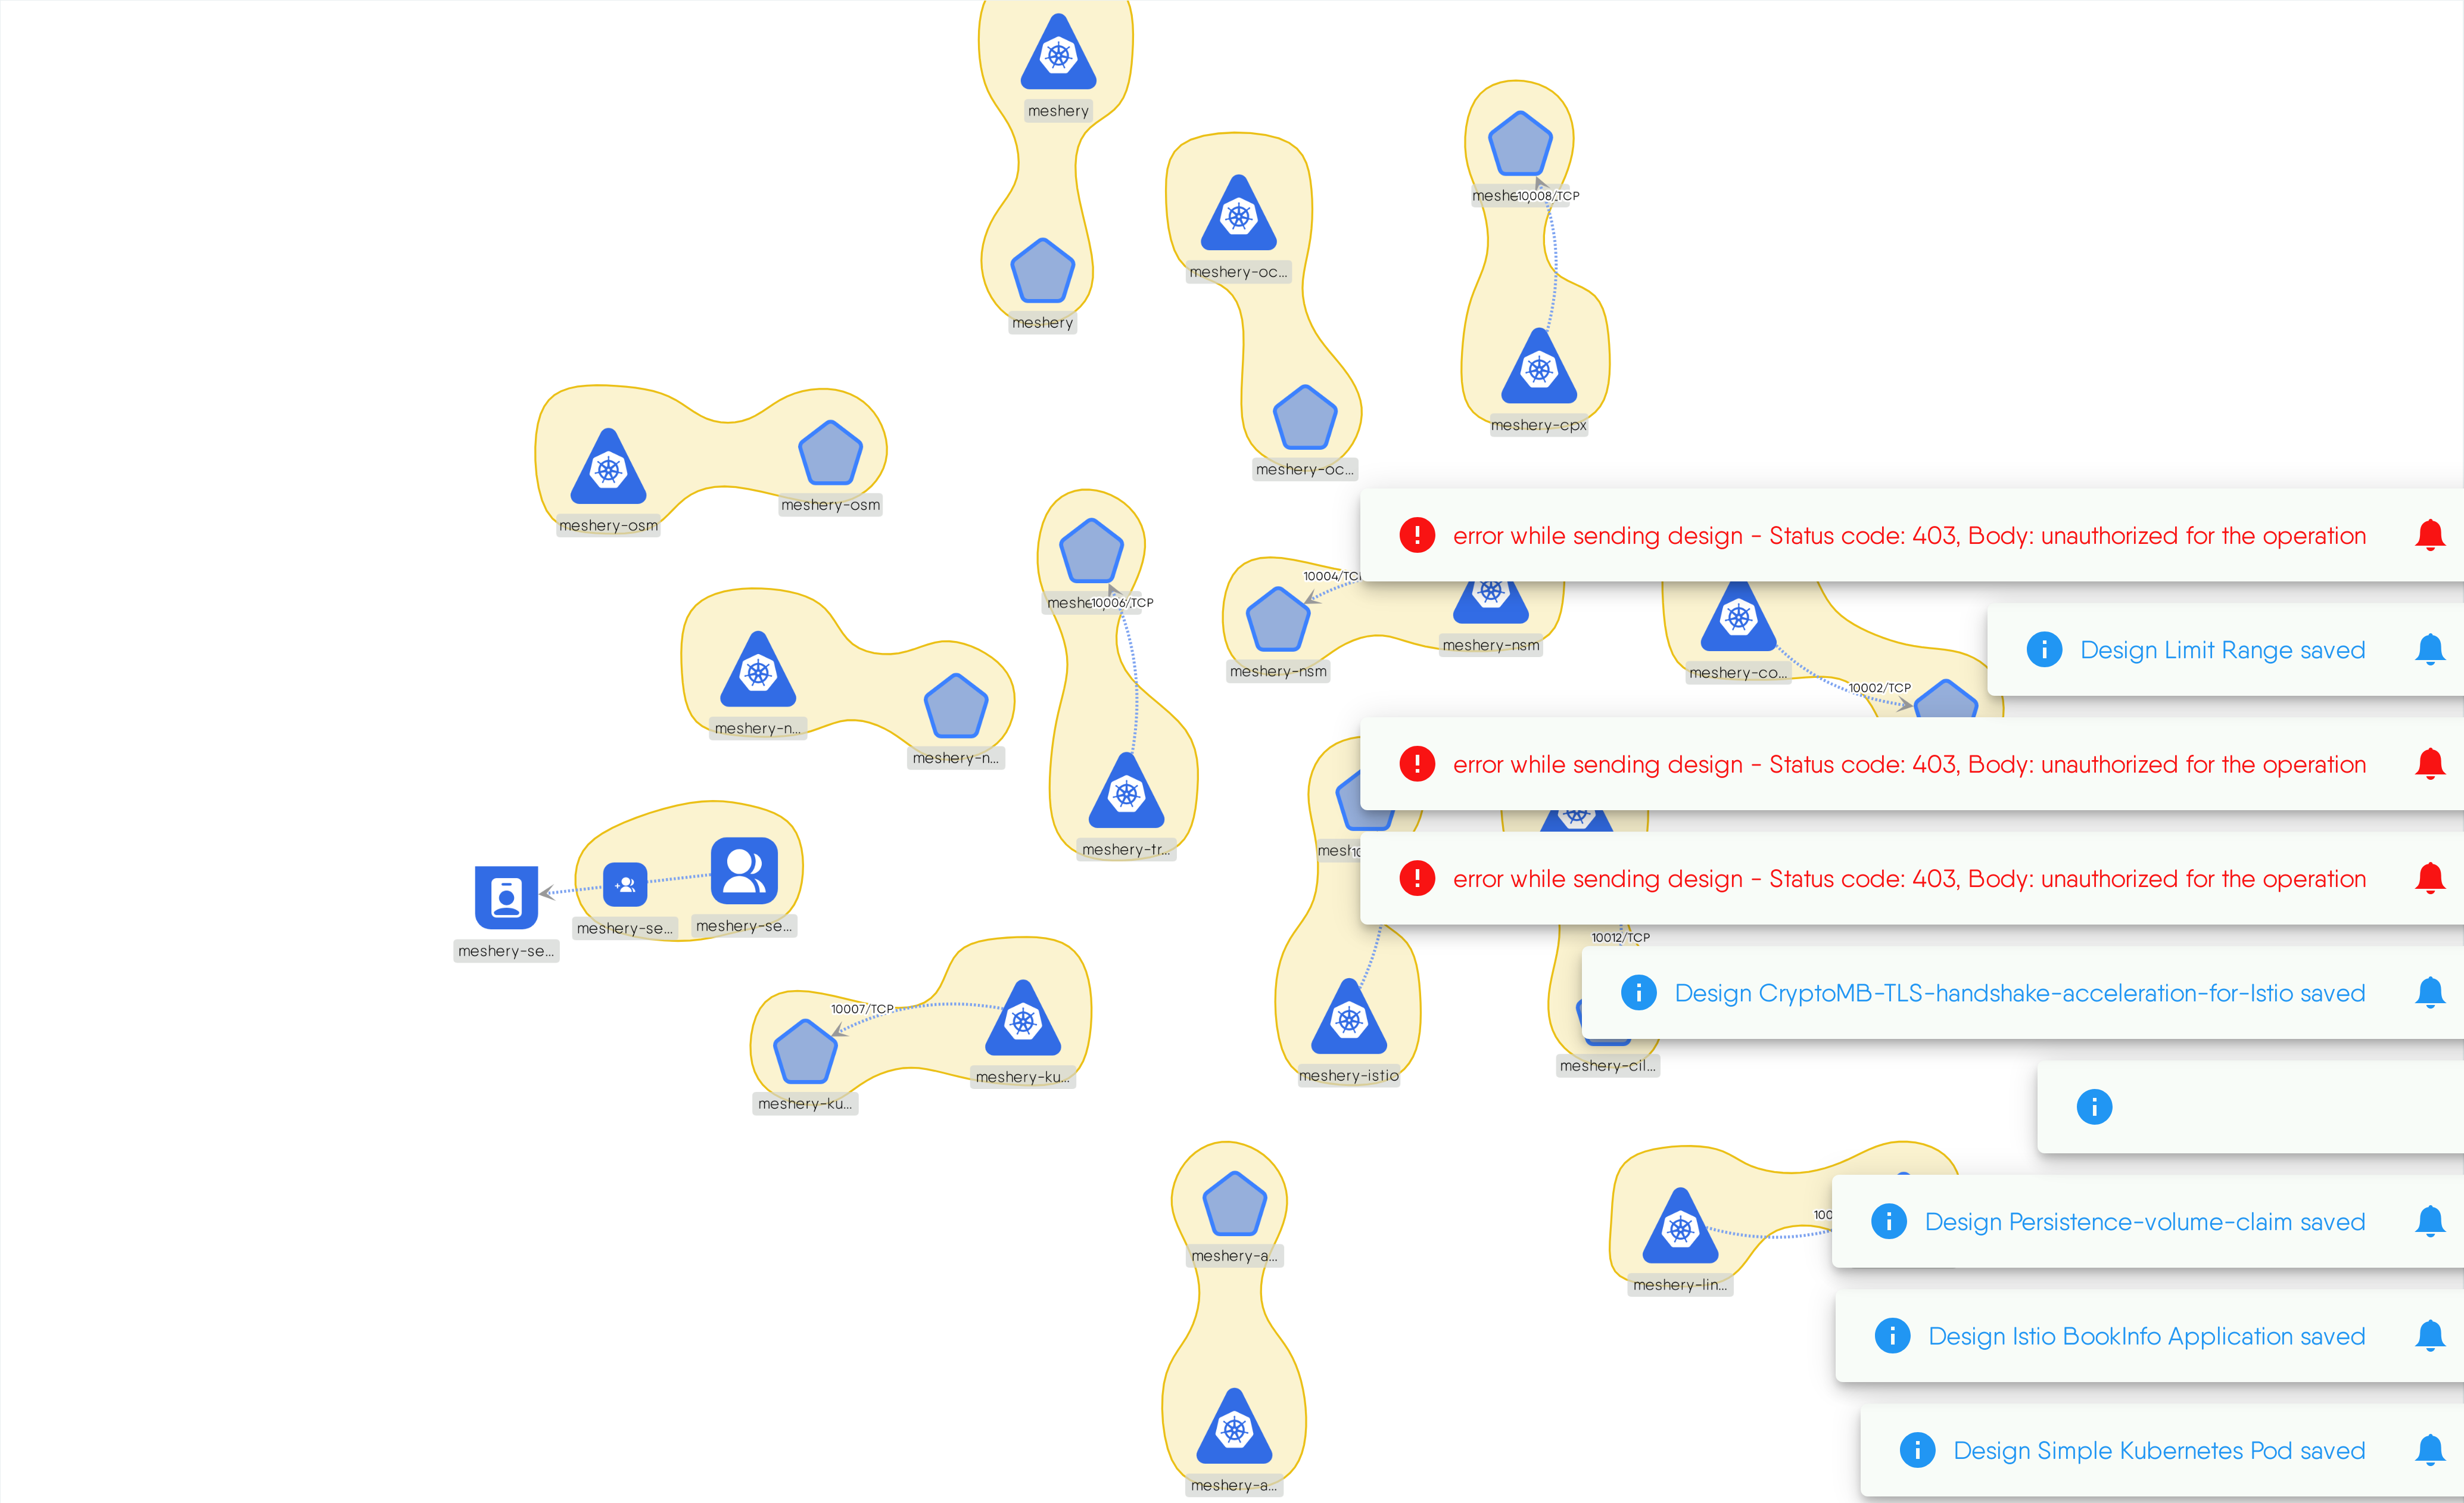 meshery
meshery
meshery-oc...
meshery-oc...
10008/TCP
meshery-cpx
meshery-osm
meshery-osm
error while sending design - Status code: 403, Body: unauthorized for the operation
10004/TCP
10006/TCP
meshery-nsm
meshery-nsm
Design Limit Range saved
meshery-co...
10002/TCP
meshery-n...
meshery-n...
error while sending design - Status code: 403, Body: unauthorized for the operation
meshery-tr...
error while sending design - Status code: 403, Body: unauthorized for the operation
meshery-se...
meshery-se...
meshery-se...
10012/TCP
Design CryptoMB-TLS-handshake-acceleration-for-Istio saved
10007/TCP
meshery-ku...
meshery-ku...
meshery-istio
meshery-cil...
Design Persistence-volume-claim saved
meshery-a...
meshery-lin...
Design Istio BookInfo Application saved
Design Simple Kubernetes Pod saved
meshery-a...